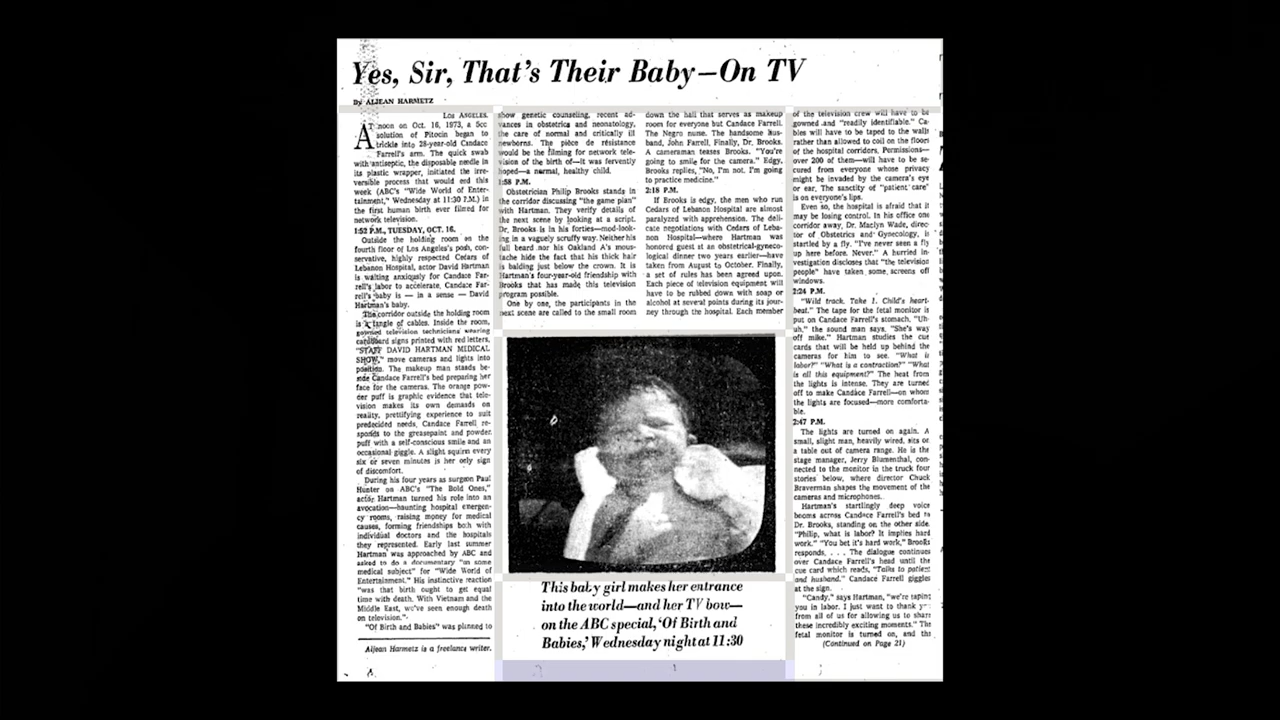 Yes, Sir, That's Their Baby—On TV
By ALJEAN HARMETZ
LOS ANGELES.
At noon on Oct. 16, 1973, a 5cc
solution of Pitocin began to
trickle into 28-year-old Candace
Farrell's arm. The quick swab
with antiseptic, the disposable needle in
its plastic wrapper, initiated the irre-
versible process that would end this
week (ABC's "Wide World of Enter-
tainment," Wednesday at 11:30 P.M.) in
the first human birth ever filmed for
network television.
1:52 P.M., TUESDAY, OCT. 16.
Outside the holding room on the
fourth floor of Los Angeles's posh, con-
servative, highly respected Cedars of
Lebanon Hospital, actor David Hartman
is waiting anxiously for Candace Far-
rell's labor to accelerate. Candace Far-
rell's baby is — in a sense — David
Hartman's baby.
The corridor outside the holding room
is a tangle of cables. Inside the room,
gowned television technicians wearing
cardboard signs printed with red letters,
"STAFF DAVID HARTMAN MIDICAL
SHOW," move cameras and lights into
position. The makeup man stands be-
side Candace Farrell's bed preparing her
face for the cameras. The orange pow-
der puff is graphic evidence that tele-
vision makes its own demands on
reality, prettifying experience to suit
predecided needs, Candace Farrell re-
sponds to the greasepaint and powder
puff with a self-conscious smile and an
occasional giggle. A slight squirm every
six or seven minutes is her only sign
of discomfort.
During his four years as surgeon Paul
Hunter on ABC's "The Bold Ones,"
actor Hartman turned his role into an
avocation—haunting hospital emergen-
cy rooms, raising money for medical
causes, forming friendships both with
individual doctors and the hospitals
they represented. Early last summer
Hartman was approached by ABC and
asked to do a documentary "on some
medical subject" for "Wide World of
Entertainment." His instinctive reaction
"was that birth ought to get equal
time with death. With Vietnam and the
Middle East, we've seen enough death
on television."
"Of Birth and Babies" was planned to
Aljean Harmetz is a freelance writer.
show genetic counseling, recent ad-
vances in obstetrics and neonatology,
the care of normal and critically ill
newborns. The pièce de résistance
would be the filming for network tele-
vision of the birth of—it was fervently
hoped—a normal, healthy child.
1:58 P.M.
Obstetrician Philip Brooks stands in
the corridor discussing "the game plan"
with Hartman. They verify details of
the next scene by looking at a script.
Dr. Brooks is in his forties—mod-look-
ing in a vaguely scruffy way. Neither his
full beard nor his Oakland A's mous-
tache hide the fact that his thick hair
is balding just below the crown. It is
Hartman's four-year-old friendship with
Brooks that has made this television
program possible.
One by one, the participants in the
next scene are called to the small room
down the hall that serves as makeup
room for everyone but Candace Farrell.
The Negro nurse. The handsome hus-
band, John Farrell. Finally, Dr. Brooks.
A cameraman teases Brooks. "You're
going to smile for the camera." Edgy,
Brooks replies, "No, I'm not. I'm going
to practice medicine."
2:18 P.M.
If Brooks is edgy, the men who run
Cedars of Lebanon Hospital are almost
paralyzed with apprehension. The deli-
cate negotiations with Cedars of Leba-
non Hospital—where Hartman was
honored guest at an obstetrical-gyneco-
logical dinner two years earlier—have
taken from August to October. Finally,
a set of rules has been agreed upon.
Each piece of television equipment will
have to be rubbed down with soap or
alcohol at several points during its jour-
ney through the hospital. Each member
This baby girl makes her entrance
into the world—and her TV bow—
on the ABC special, 'Of Birth and
Babies,' Wednesday night at 11:30
of the television crew will have to be
gowned and "readily identifiable." Ca-
bles will have to be taped to the walls
rather than allowed to coil on the floors
of the hospital corridors. Permissions—
over 200 of them—will have to be se-
cured from everyone whose privacy
might be invaded by the camera's eye
or ear. The sanctity of "patient care"
is on everyone's lips.
Even so, the hospital is afraid that it
may be losing control. In his office one
corridor away, Dr. Maclyn Wade, direc-
tor of Obstetrics and Gynecology, is
startled by a fly. "I've never seen a fly
up here before. Never." A hurried in-
vestigation discloses that "the television
people" have taken some screens off
windows.
2:24 P.M.
"Wild track. Take 1. Child's heart-
beat." The tape for the fetal monitor is
put on Candace Farrell's stomach. "Uh-
uh," the sound man says. "She's way
off mike." Hartman studies the cue
cards that will be held up behind the
cameras for him to see. "What is
labor?" "What is a contraction?" "What
is all this equipment?" The heat from
the lights is intense. They are turned
off to make Candace Farrell—on whom
the lights are focused—more comforta-
ble.
2:47 P.M.
The lights are turned on again. A
small, slight man, heavily wired, sits at
a table out of camera range. He is the
stage manager, Jerry Blumenthal, con-
nected to the monitor in the truck four
stories below, where director Chuck
Braverman shapes the movement of the
cameras and microphones.
Hartman's startlingly deep voice
booms across Candace Farrell's bed to
Dr. Brooks, standing on the other side.
"Philip, what is labor? It implies hard
work." "You bet it's hard work," Brooks
responds. . . . The dialogue continues
over Candace Farrell's head until the
cue card which reads, "Talks to patient
and husband." Candace Farrell giggles
at the sign.
"Candy," says Hartman, "we're taping
you in labor. I just want to thank
from all of us for allowing us to share
these incredibly exciting moments." The
fetal monitor is turned on, and the
(Continued on Page 21)